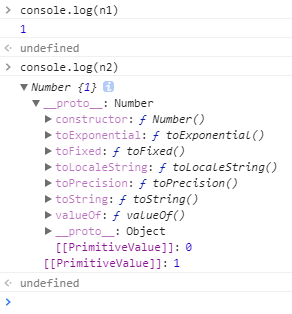 > console.log(n1)
1
<· undefined
> console.log(n2)
▼ Number {1} i
▼ __proto__: Number
▶ constructor: ƒ Number()
▶ toExponential: ƒ toExponential()
▶ toFixed: ƒ toFixed()
▶ toLocaleString: ƒ toLocaleString()
▶ toPrecision: ƒ toPrecision()
▶ toString: ƒ toString()
▶ valueOf: ƒ valueOf()
▶ __proto__: Object
[[PrimitiveValue]]: 0
[[PrimitiveValue]]: 1
<· undefined
>